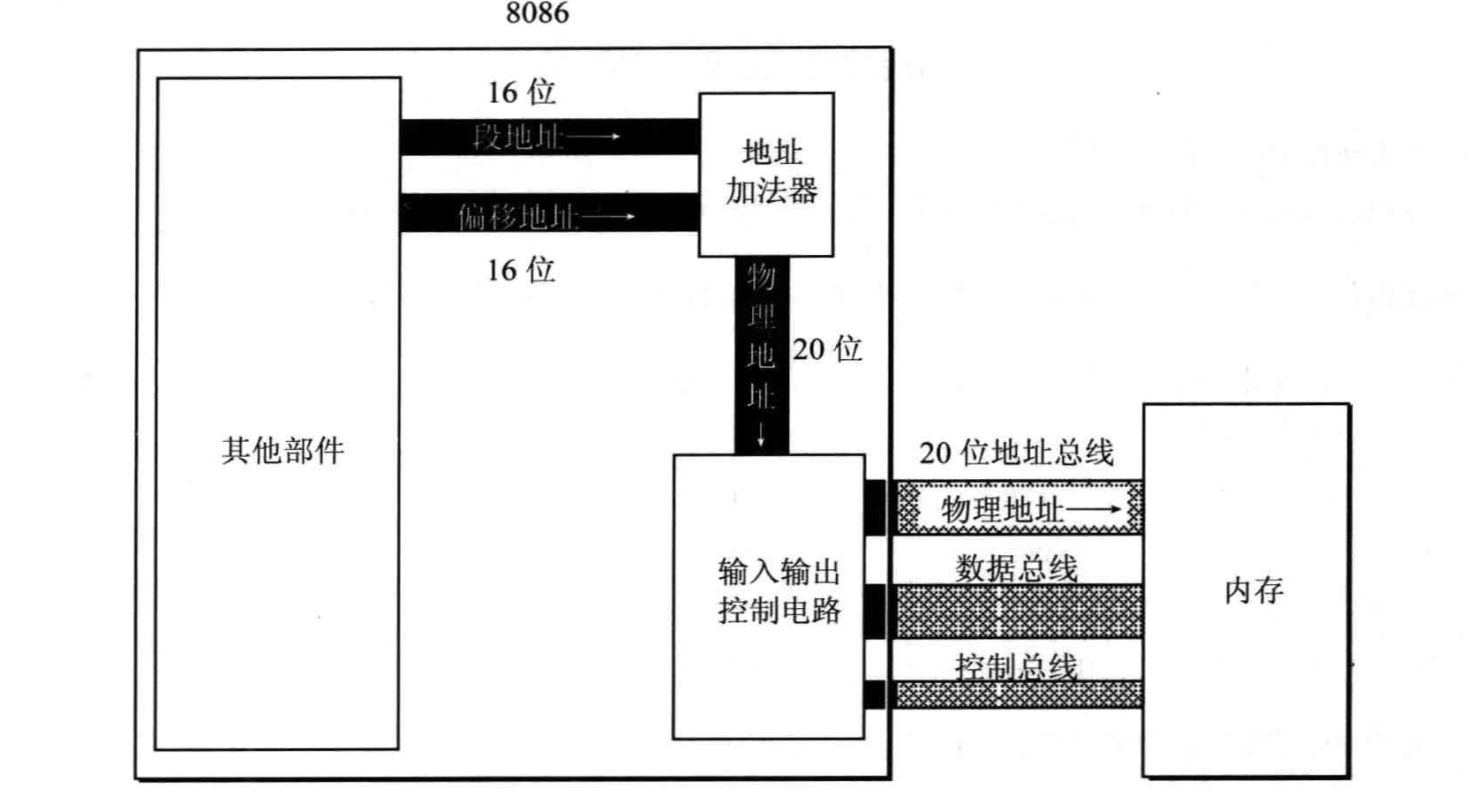 8086
16 位
段地址
地址
加法器
偏移地址
16 位
物
理
地
址
20 位
其他部件
20 位地址总线
物理地址
输入输出
控制电路
数据总线
内存
控制总线